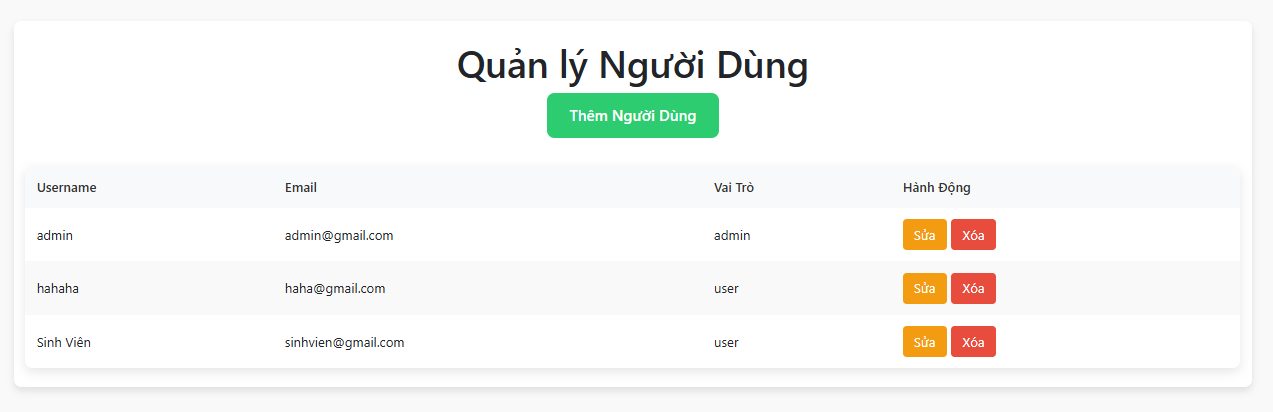 Quản lý Người Dùng
Thêm Người Dùng
Username Email Vai Trò Hành Động
admin admin@gmail.com admin Sửa Xóa
hahaha haha@gmail.com user Sửa Xóa
Sinh Viên sinhvien@gmail.com user Sửa Xóa